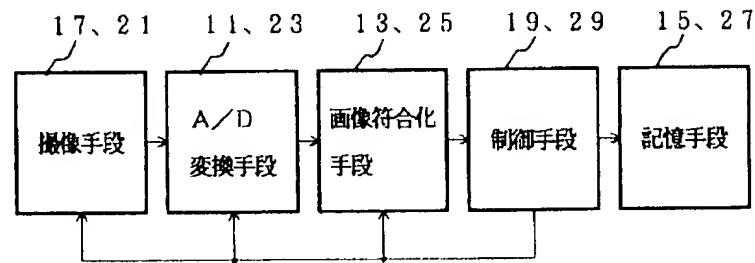 17、21
11、23
13、25
19、29
15、27
撮像手段
A／D
変換手段
画像符合化
手段
制御手段
記憶手段